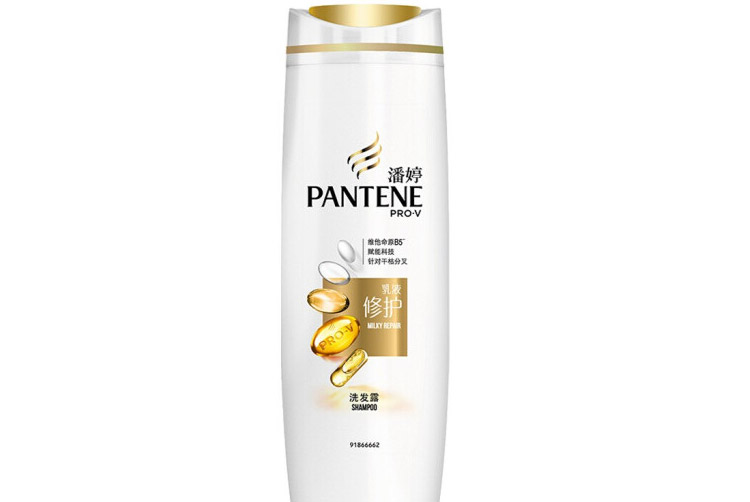 潘婷
PANTENE
PRO-V
维他命原B5*
赋能科技
针对干枯分叉
乳液
修护
MILKY REPAIR
PRO-V
洗发露
SHAMPOO
91866662